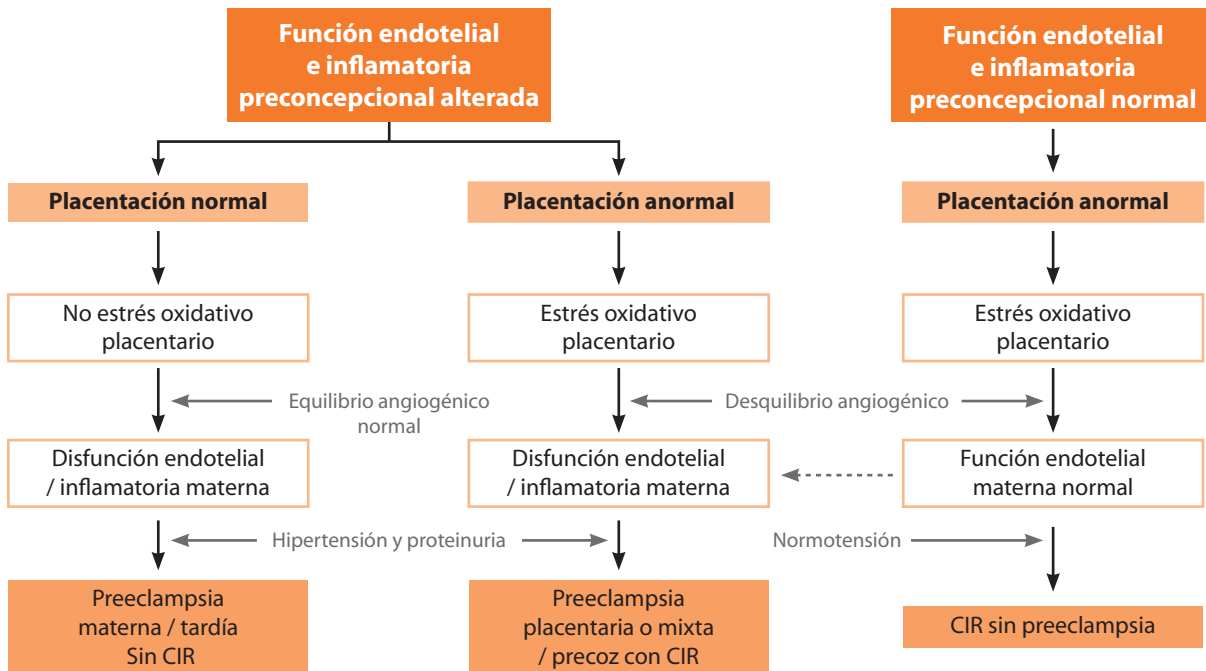 Función endotelial
e inflamatoria
preconcepcional alterada
Función endotelial
e inflamatoria
preconcepcional normal
Placentación normal
Placentación anormal
Placentación anormal
No estrés oxidativo
placentario
Estrés oxidativo
placentario
Estrés oxidativo
placentario
Equilibrio angiogénico
normal
Desquilibrio angiogénico
Disfunción endotelial
/ inflamatoria materna
Disfunción endotelial
/ inflamatoria materna
Función endotelial
materna normal
Hipertensión y proteinuria
Normotensión
Preeclampsia
materna / tardía
Sin CIR
Preeclampsia
placentaria o mixta
/ precoz con CIR
CIR sin preeclampsia